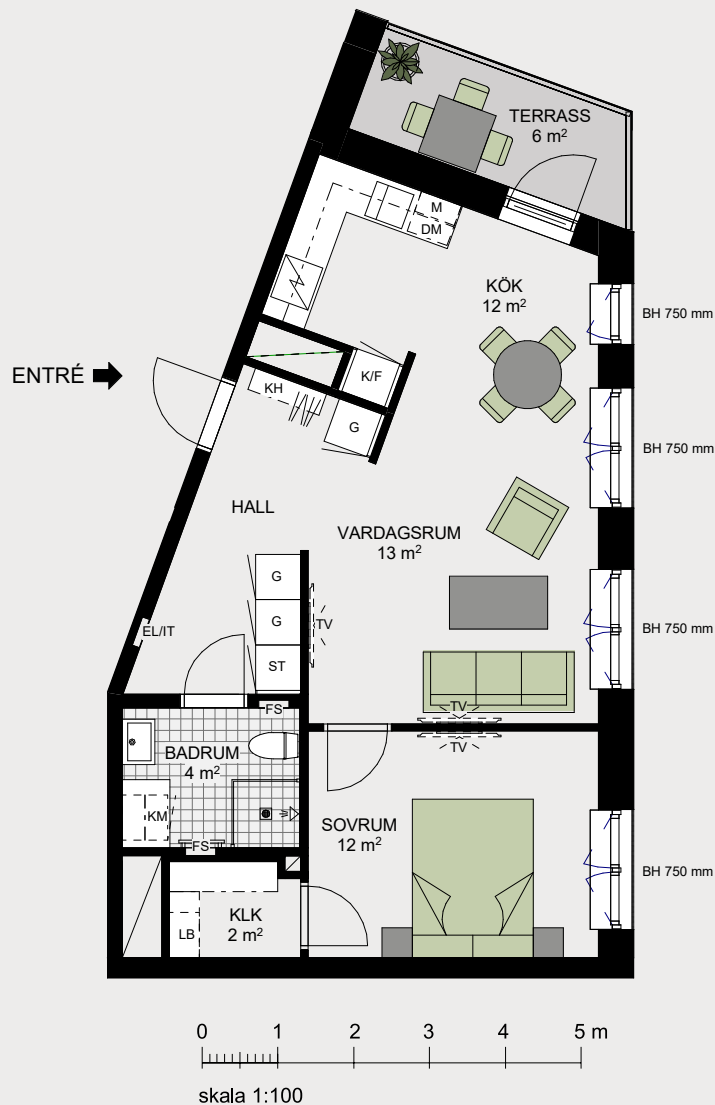 TERRASS
6 m²
M
DM
KÖK
12 m²
BH 750 mm
ENTRÉ
K/F
KH
G
BH 750 mm
HALL
VARDAGSRUM
13 m²
G
G
TV
EL/IT
ST
BH 750 mm
FS
TV
TV
BADRUM
4 m²
KM
FS
SOVRUM
12 m²
BH 750 mm
KLK
2 m²
LB
0 1 2 3 4 5 m
skala 1:100